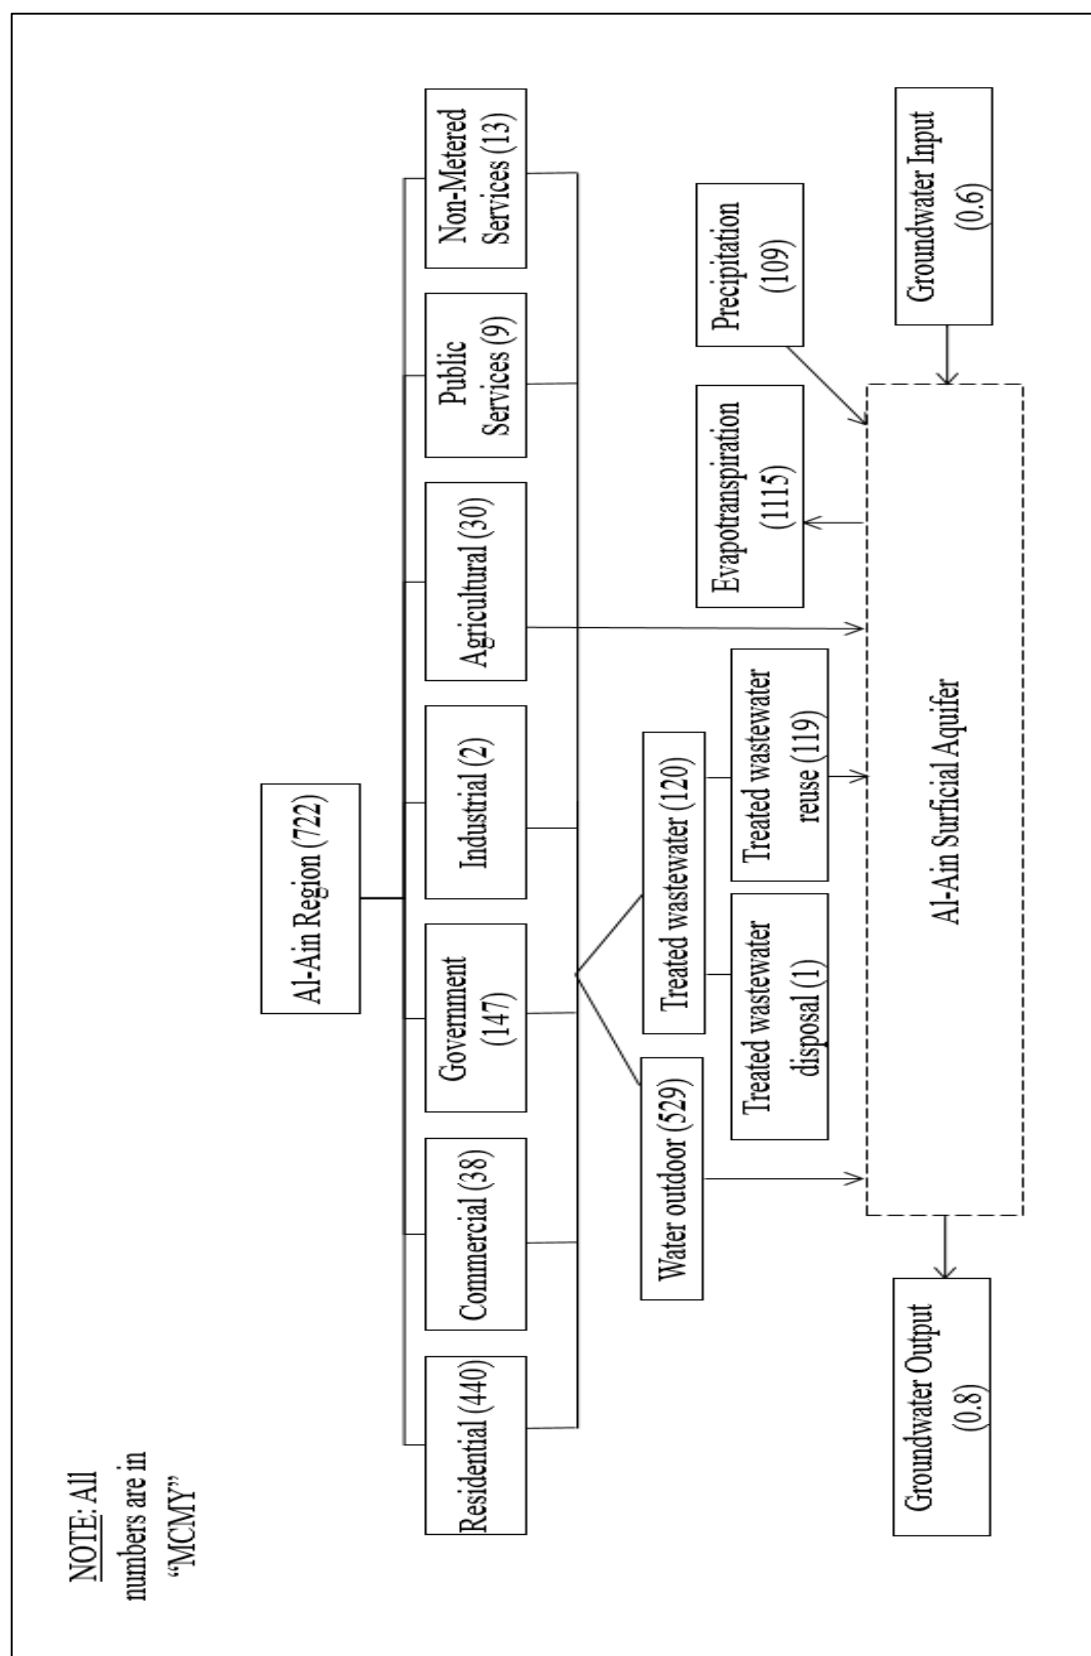 NOTE: All
numbers are in
“MCMY”
Al-Ain Region (722)
Residential (440)
Commercial (38)
Government
(147)
Industrial (2)
Agricultural (30)
Public
Services (9)
Non-Metered
Services (13)
Water outdoor (529)
Treated wastewater (120)
Treated wastewater
disposal (1)
Treated wastewater
reuse (119)
Evapotranspiration
(1115)
Precipitation
(109)
Groundwater Output
(0.8)
Al-Ain Surficial Aquifer
Groundwater Input
(0.6)